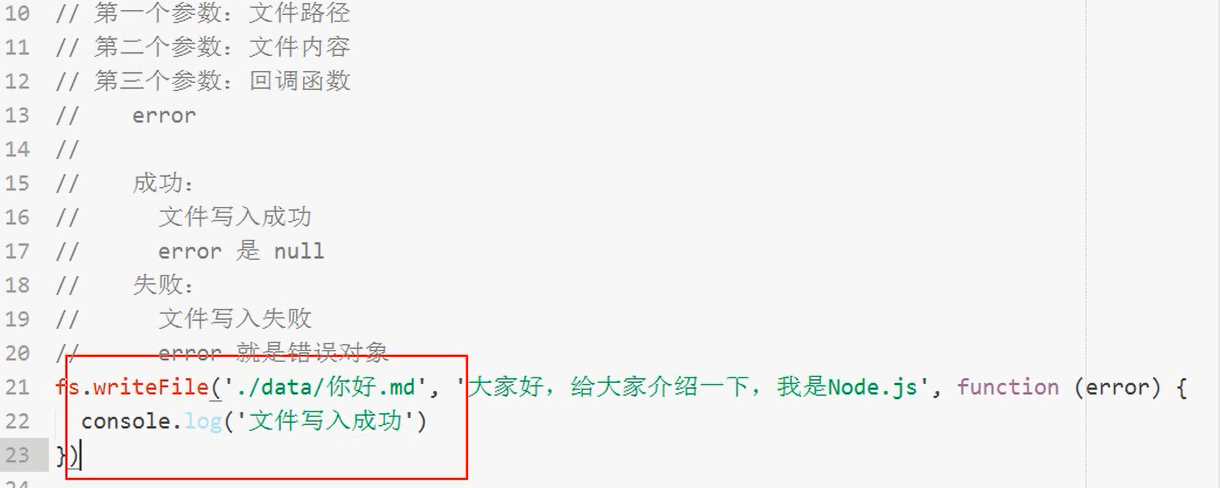 10 // 第一个参数：文件路径
11 // 第二个参数：文件内容
12 // 第三个参数：回调函数
13 //    error
14 //
15 //    成功：
16 //      文件写入成功
17 //      error 是 null
18 //    失败：
19 //      文件写入失败
20 //      error 就是错误对象
21 fs.writeFile('./data/你好.md', '大家好，给大家介绍一下，我是Node.js', function (error) {
22   console.log('文件写入成功')
23 })
24